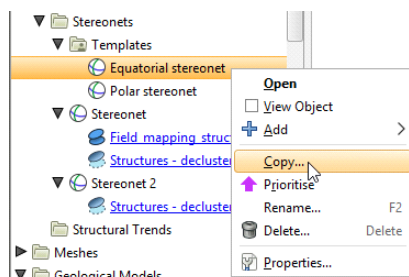 Stereonets
Templates
Equatorial stereonet
Polar stereonet
Stereonet
Field mapping struc
Structures - decluster
Stereonet 2
Structures - decluster
Structural Trends
Meshes
Geological Models
Open
View Object
Add
Copy...
Prioritise
Rename... F2
Delete... Delete
Properties...